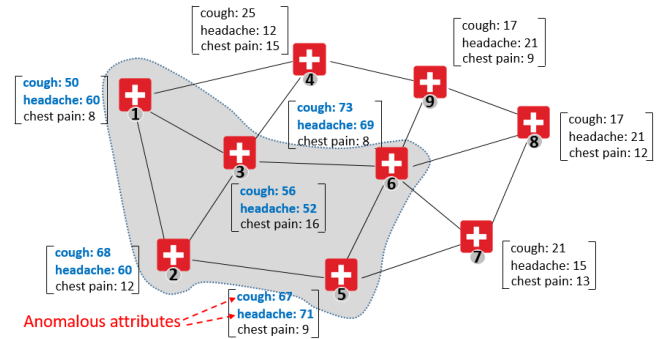 cough: 25
headache: 12
chest pain: 15
4
cough: 17
headache: 21
chest pain: 9
9
cough: 50
headache: 60
chest pain: 8
1
cough: 73
headache: 69
chest pain: 8
6
cough: 17
headache: 21
chest pain: 12
8
3
cough: 56
headache: 52
chest pain: 16
cough: 68
headache: 60
chest pain: 12
2
7
cough: 21
headache: 15
chest pain: 13
5
cough: 67
headache: 71
chest pain: 9
Anomalous attributes